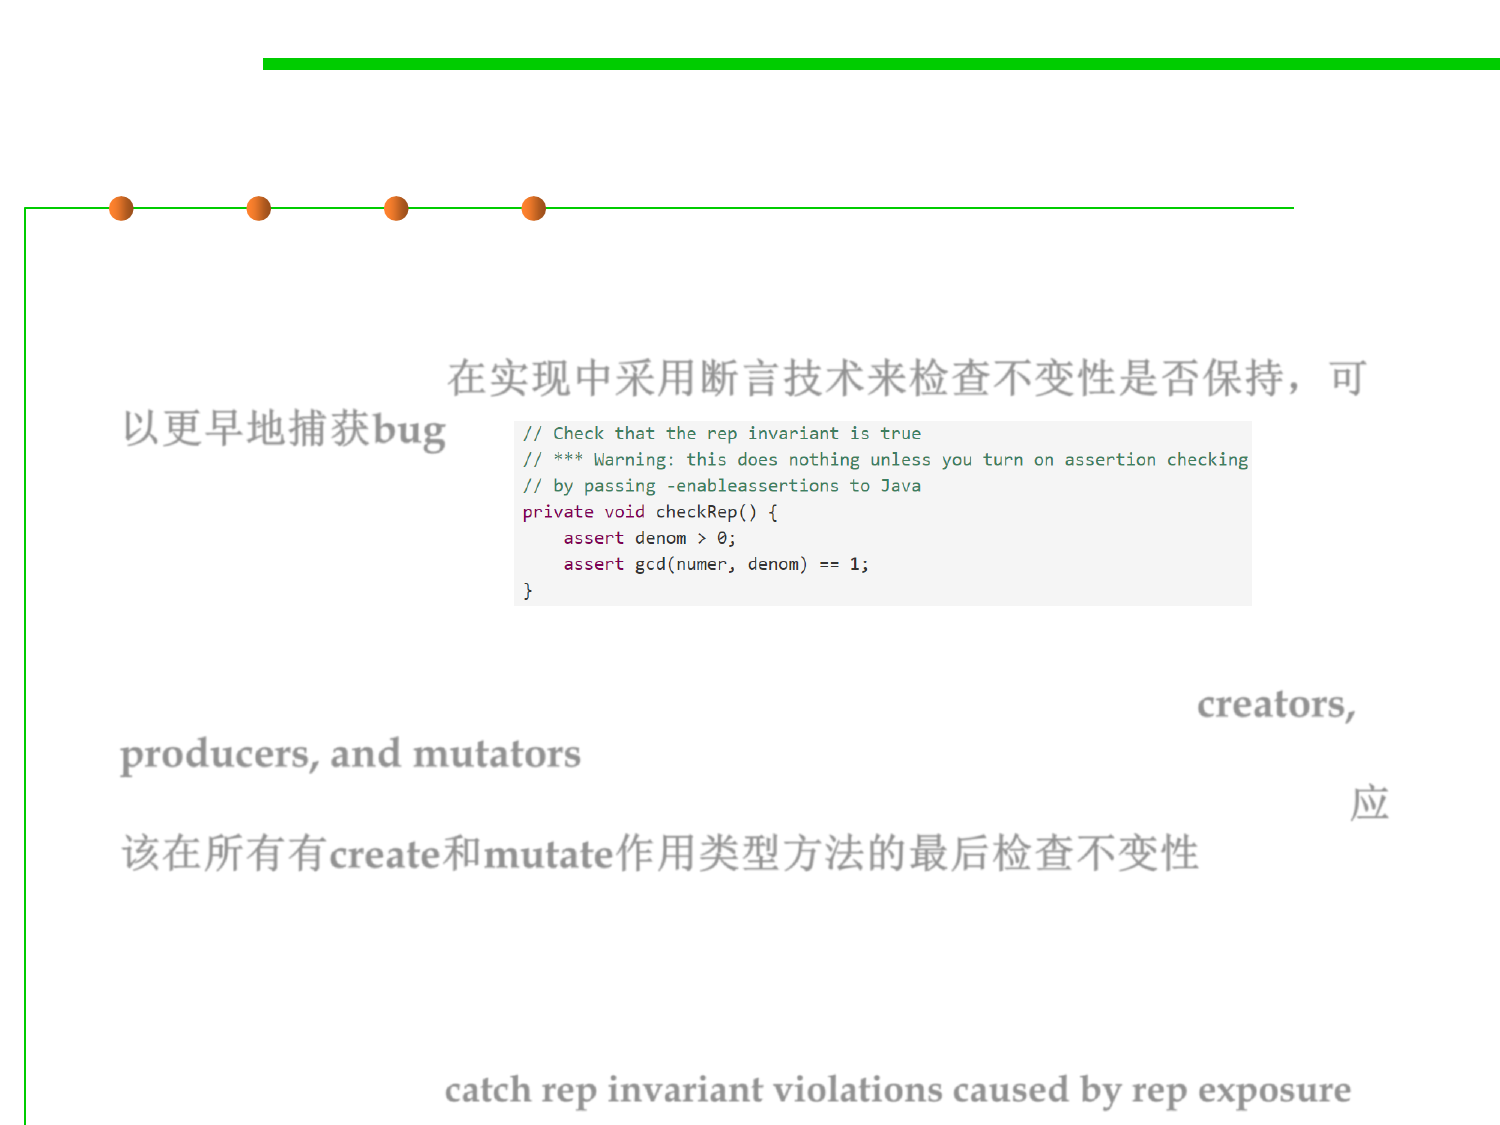 在实现中采用断言技术来检查不变性是否保持，可
以更早地捕获bug
// Check that the rep invariant is true
// *** Warning: this does nothing unless you turn on assertion checking
// by passing -enableassertions to Java
private void checkRep() {
    assert denom > 0;
    assert gcd(numer, denom) == 1;
}
creators,
producers, and mutators
应
该在所有有create和mutate作用类型方法的最后检查不变性
catch rep invariant violations caused by rep exposure